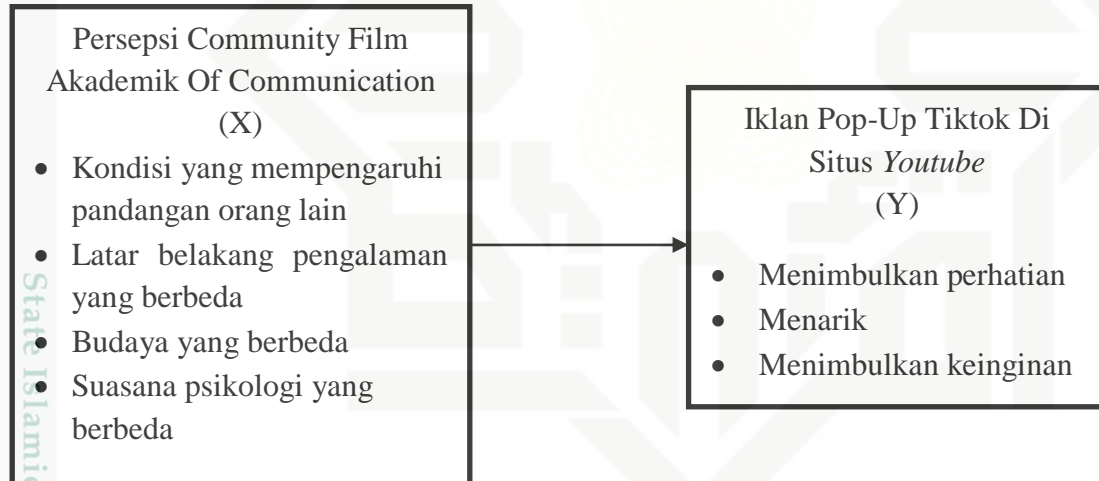 Persepsi Community Film
Akademik Of Communication
(X)
• Kondisi yang mempengaruhi
pandangan orang lain
• Latar belakang pengalaman
yang berbeda
• Budaya yang berbeda
• Suasana psikologi yang
berbeda
Iklan Pop-Up Tiktok Di
Situs Youtube
(Y)
• Menimbulkan perhatian
• Menarik
• Menimbulkan keinginan
State Islamic